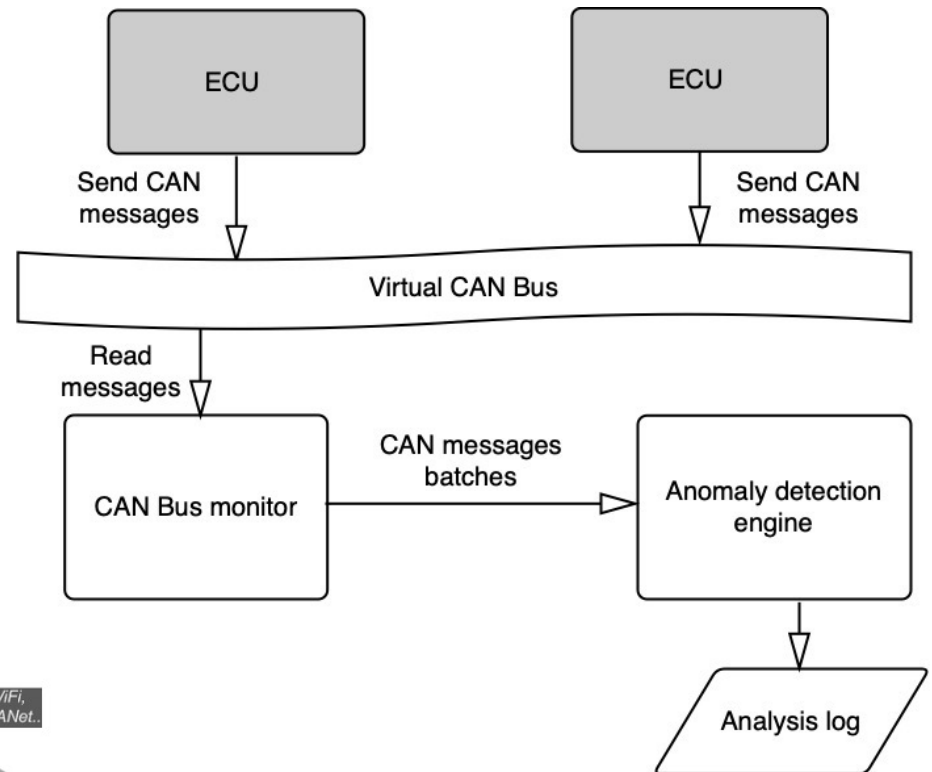 ECU
ECU
Send CAN
messages
Send CAN
messages
Virtual CAN Bus
Read
messages
CAN messages
batches
CAN Bus monitor
Anomaly detection
engine
Analysis log